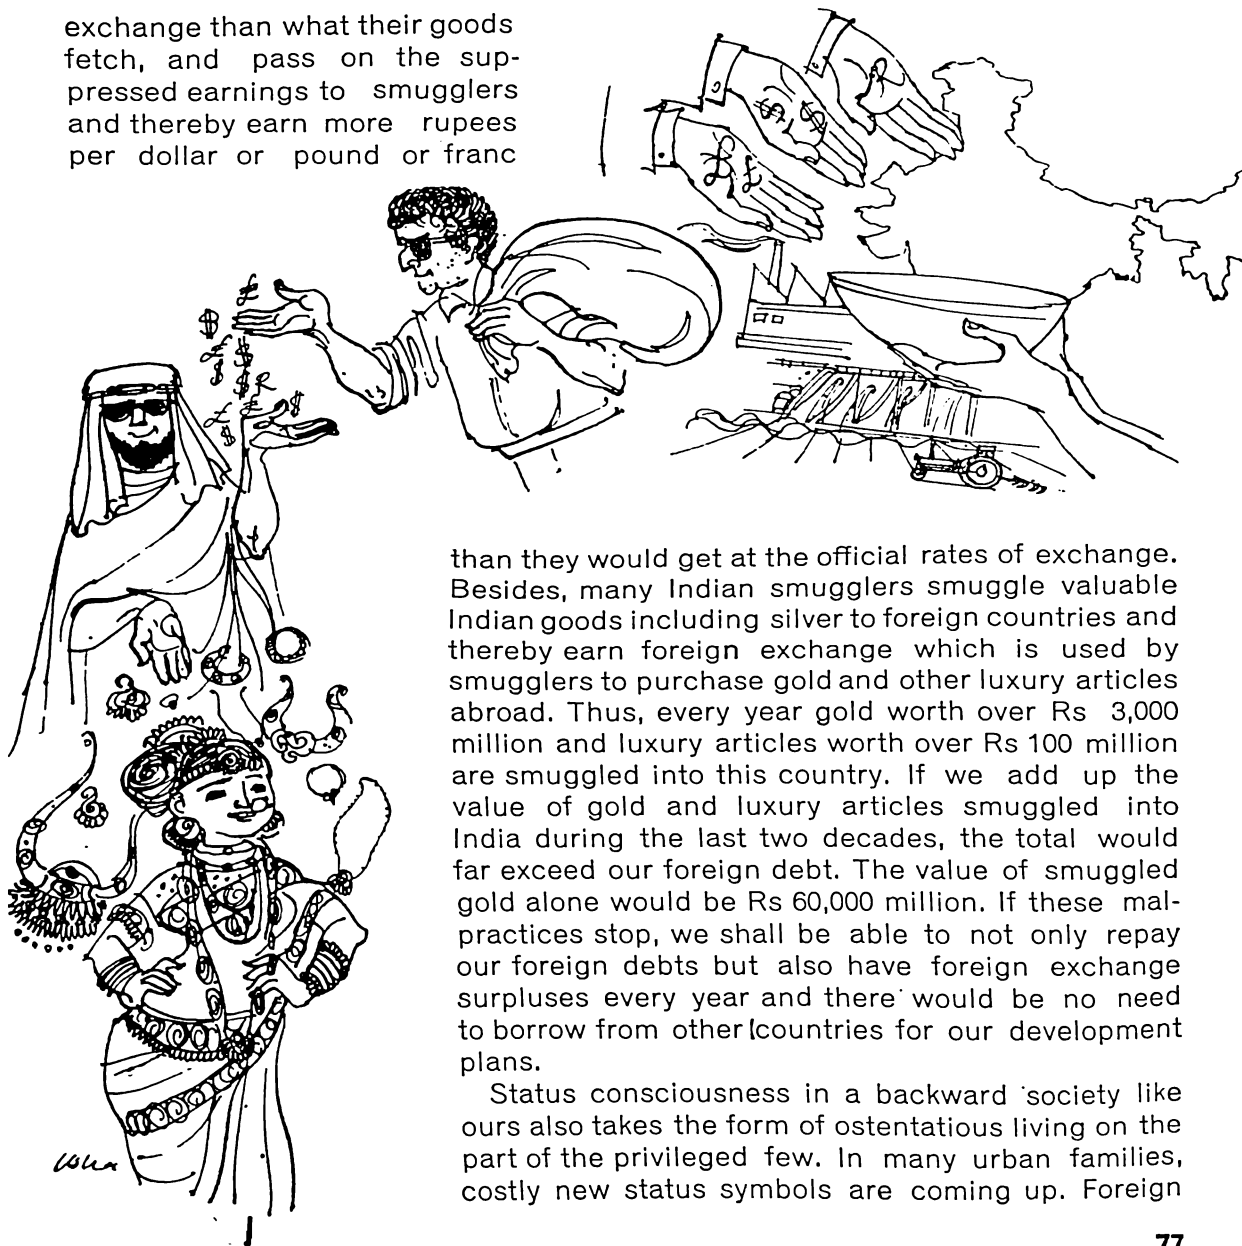 exchange than what their goods
fetch, and pass on the sup-
pressed earnings to smugglers
and thereby earn more rupees
per dollar or pound or franc
than they would get at the official rates of exchange.
Besides, many Indian smugglers smuggle valuable
Indian goods including silver to foreign countries and
thereby earn foreign exchange which is used by
smugglers to purchase gold and other luxury articles
abroad. Thus, every year gold worth over Rs 3,000
million and luxury articles worth over Rs 100 million
are smuggled into this country. If we add up the
value of gold and luxury articles smuggled into
India during the last two decades, the total would
far exceed our foreign debt. The value of smuggled
gold alone would be Rs 60,000 million. If these mal-
practices stop, we shall be able to not only repay
our foreign debts but also have foreign exchange
surpluses every year and there would be no need
to borrow from other countries for our development
plans.
Status consciousness in a backward society like
ours also takes the form of ostentatious living on the
part of the privileged few. In many urban families,
costly new status symbols are coming up. Foreign
77